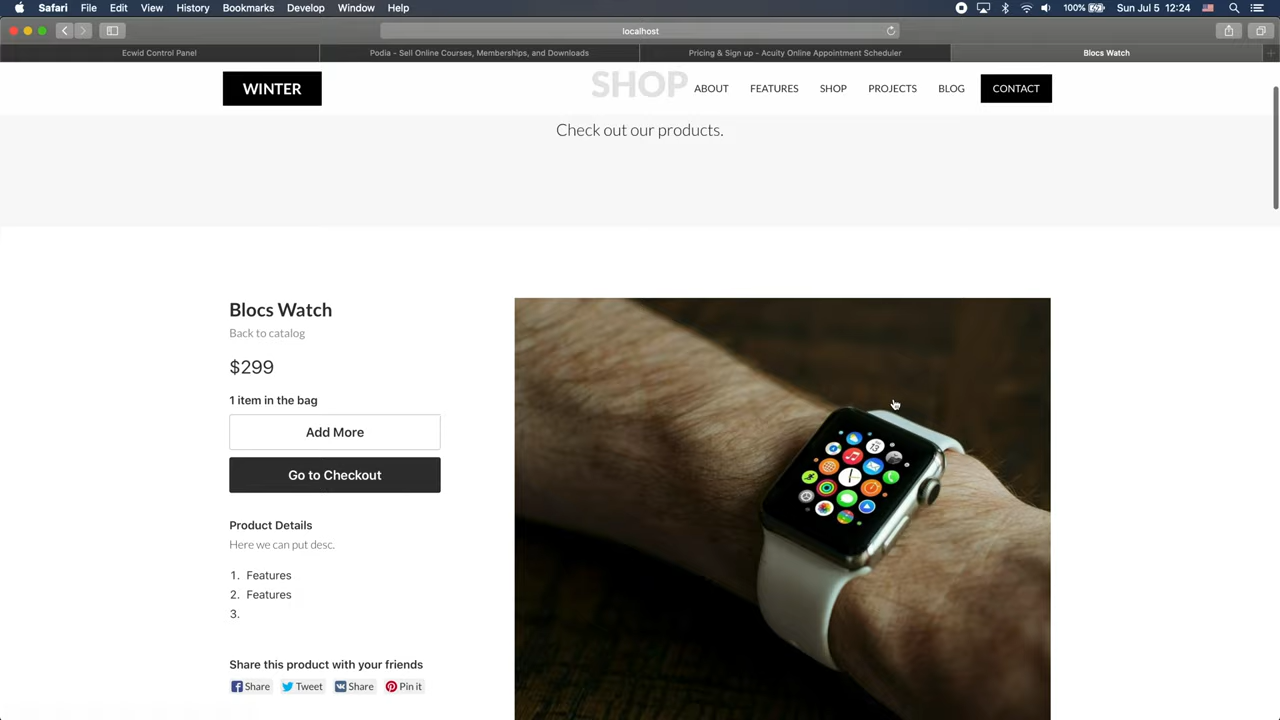 Safari File Edit View History Bookmarks Develop Window Help 100% Sun Jul 5 12:24
localhost
Ecwid Control Panel Podia - Sell Online Courses, Memberships, and Downloads Pricing & Sign up - Acuity Online Appointment Scheduler Blocs Watch
WINTER SHOP ABOUT FEATURES SHOP PROJECTS BLOG CONTACT
Check out our products.
Blocs Watch
Back to catalog
$299
1 item in the bag
Add More
Go to Checkout
Product Details
Here we can put desc.
1. Features
2. Features
3.
Share this product with your friends
Share Tweet Share Pin it
13